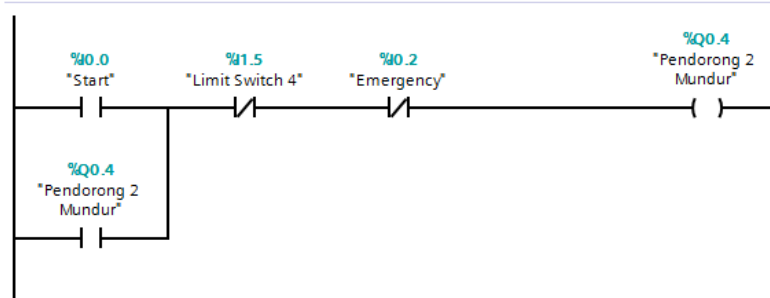 %Q0.4
"Pendorong 2
Mundur"
%I0.0
"Start"
%I1.5
"Limit Switch 4"
%I0.2
"Emergency"
%Q0.4
"Pendorong 2
Mundur"